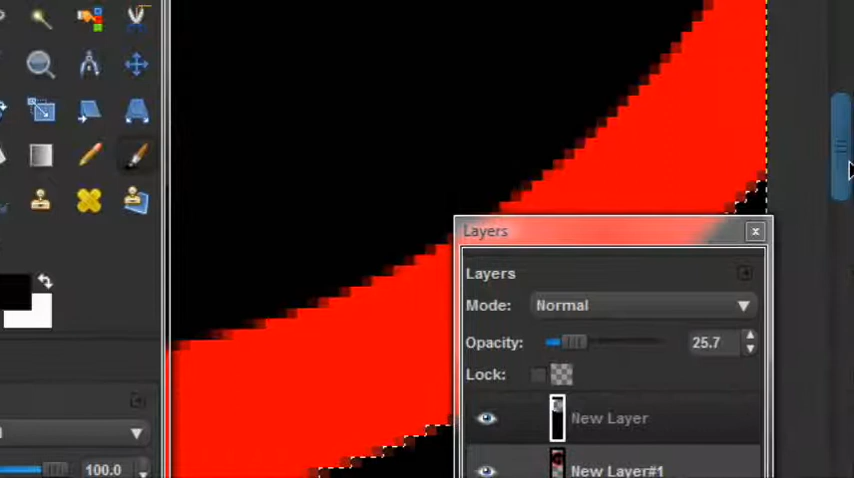 Layers
Layers
Mode: Normal
Opacity: 25.7
Lock:
New Layer
New Layer#1
100.0